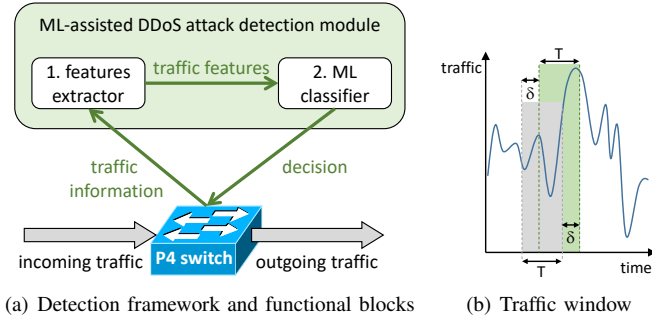 ML-assisted DDoS attack detection module
1. features
extractor
traffic features
2. ML
classifier
traffic
information
decision
incoming traffic
P4 switch
outgoing traffic
(a) Detection framework and functional blocks
T
traffic
δ
δ
T
time
(b) Traffic window